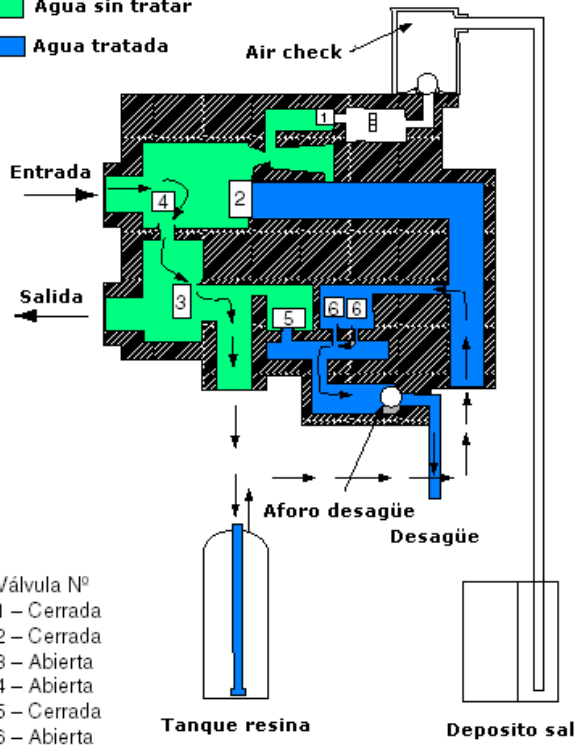 Agua sin tratar
Agua tratada
Air check
1
Entrada
2
4
Salida
3
5
6 6
Aforo desagüe
Desagüe
Válvula Nº
1 – Cerrada
2 – Cerrada
3 – Abierta
4 – Abierta
5 – Cerrada
6 – Abierta
Tanque resina
Deposito sal